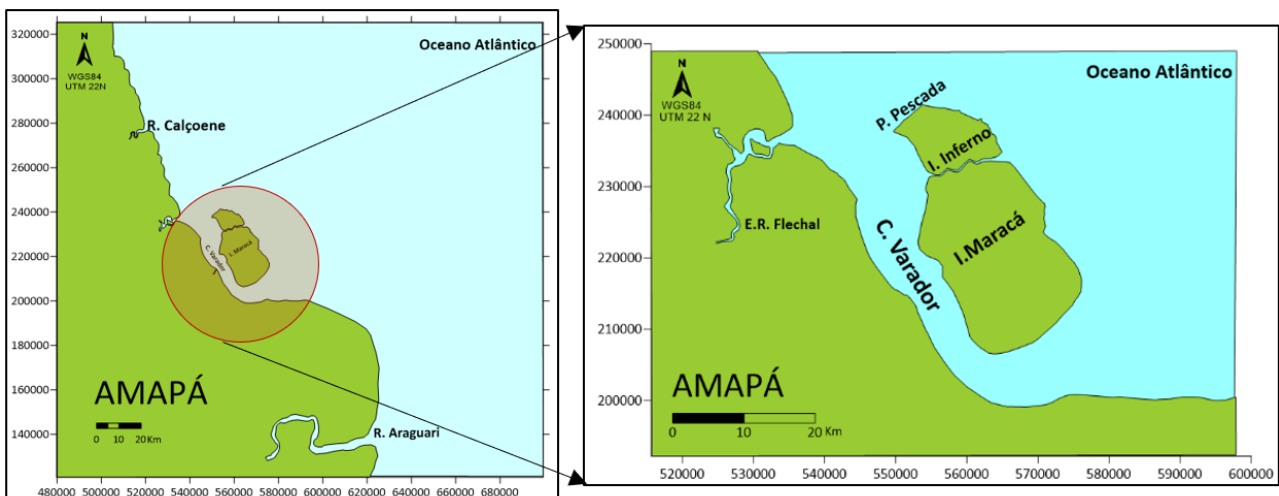 320000
300000
280000
260000
240000
220000
200000
180000
160000
140000
480000 500000 520000 540000 560000 580000 600000 620000 640000 660000 680000
N
WGS84
UTM 22N
Oceano Atlântico
R. Calçoene
I. Maracá
C. Varador
AMAPÁ
0 10 20 Km
R. Araguari
250000
240000
230000
220000
210000
200000
520000 530000 540000 550000 560000 570000 580000 590000 600000
N
WGS84
UTM 22 N
Oceano Atlântico
P. Pescada
I. Inferno
E.R. Flechal
C. Varador
I.Maracá
AMAPÁ
0 10 20 Km